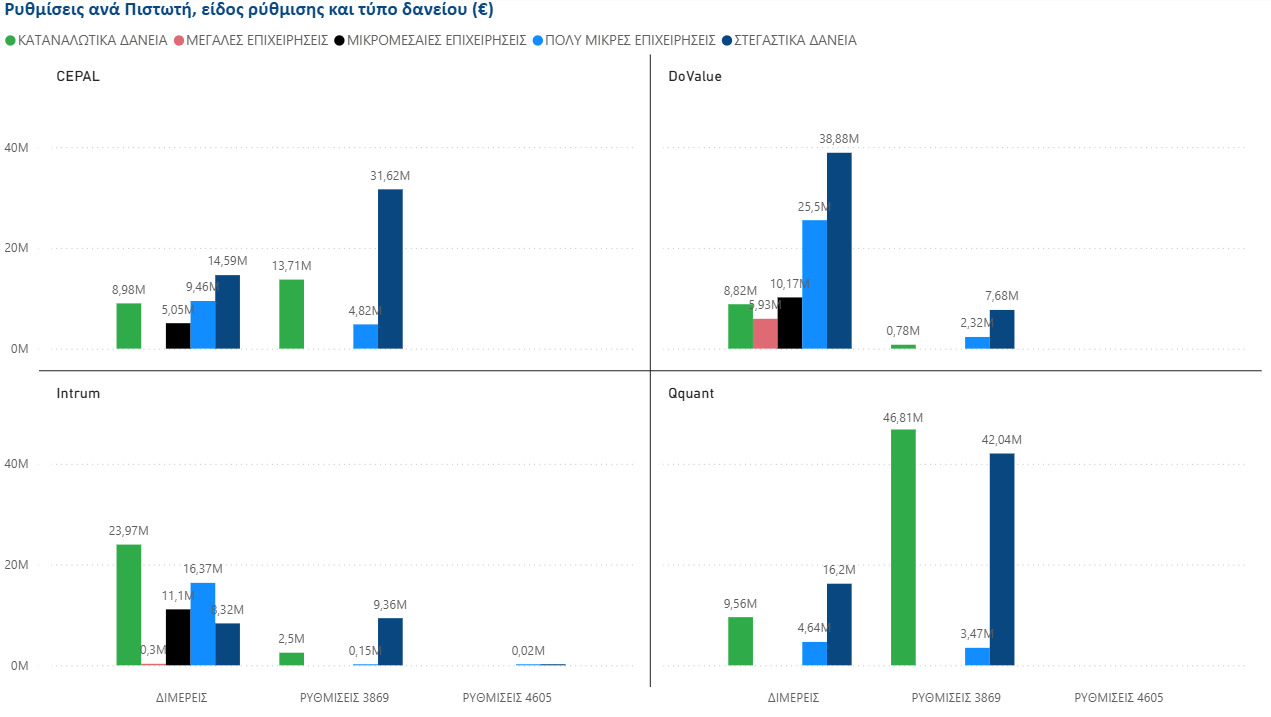 Ρυθμίσεις ανά Πιστωτή, είδος ρύθμισης και τύπο δανείου (€)
ΚΑΤΑΝΑΛΩΤΙΚΑ ΔΑΝΕΙΑ ΜΕΓΑΛΕΣ ΕΠΙΧΕΙΡΗΣΕΙΣ ΜΙΚΡΟΜΕΣΑΙΕΣ ΕΠΙΧΕΙΡΗΣΕΙΣ ΠΟΛΥ ΜΙΚΡΕΣ ΕΠΙΧΕΙΡΗΣΕΙΣ ΣΤΕΓΑΣΤΙΚΑ ΔΑΝΕΙΑ
CEPAL
40M
20M
0M
8,98M
5,05M
9,46M
14,59M
13,71M
4,82M
31,62M
DoValue
8,82M
5,93M
10,17M
25,5M
38,88M
0,78M
2,32M
7,68M
Intrum
40M
20M
0M
23,97M
0,3M
11,1M
16,37M
8,32M
2,5M
0,15M
9,36M
0,02M
Qquant
9,56M
4,64M
16,2M
46,81M
3,47M
42,04M
ΔΙΜΕΡΕΙΣ ΡΥΘΜΙΣΕΙΣ 3869 ΡΥΘΜΙΣΕΙΣ 4605
ΔΙΜΕΡΕΙΣ ΡΥΘΜΙΣΕΙΣ 3869 ΡΥΘΜΙΣΕΙΣ 4605